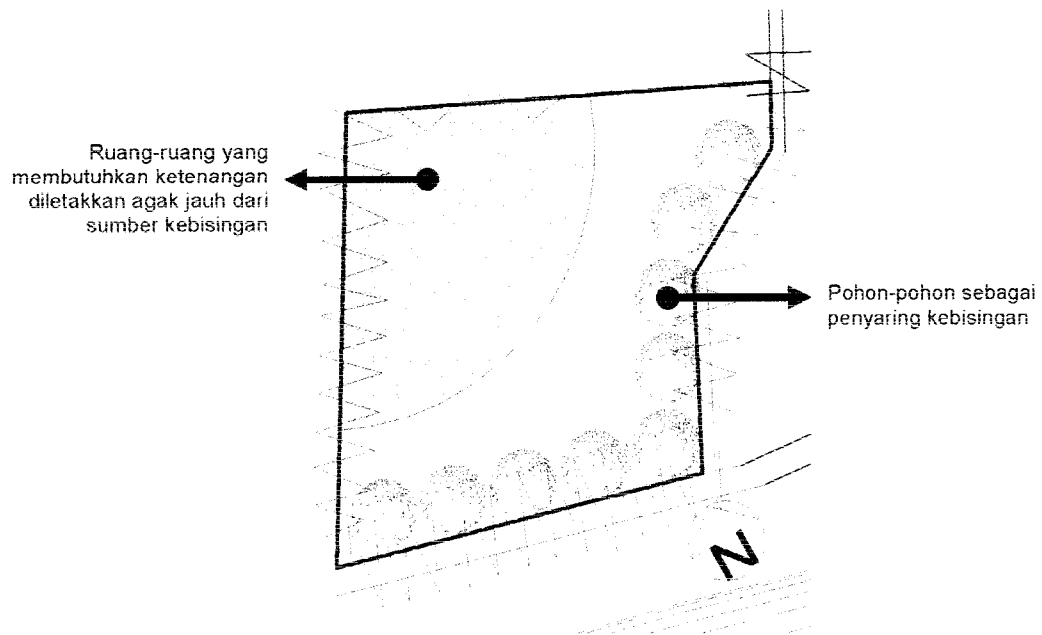 Ruang-ruang yang
membutuhkan ketenangan
diletakkan agak jauh dari
sumber kebisingan
Pohon-pohon sebagai
penyaring kebisingan
N